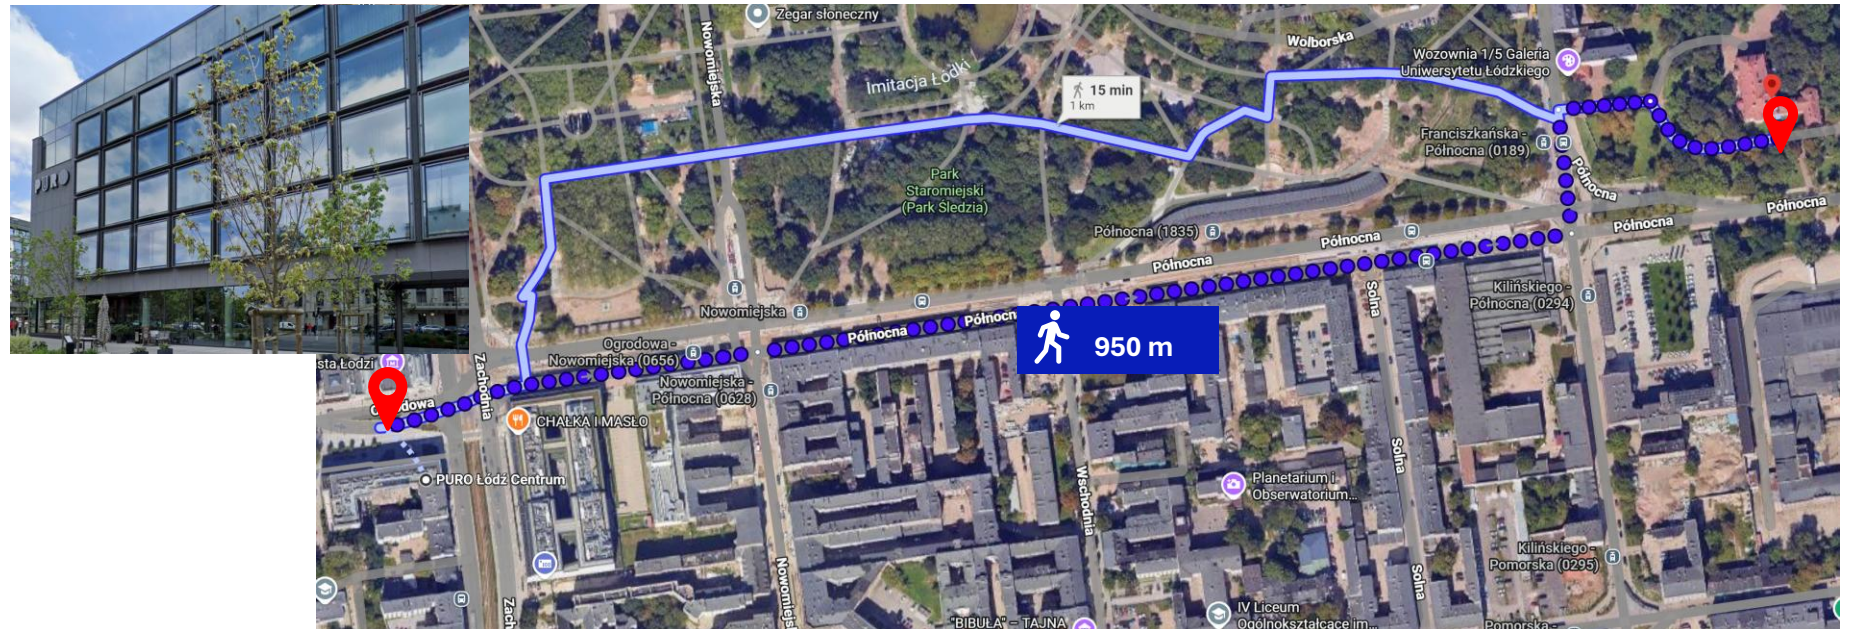 PURO
Zegar słoneczny
Nowomiejska
Imitacja Łódki
15 min
1 km
Wolborska
Wozownia 1/5 Galeria
Uniwersytetu Łódzkiego
Franciszkańska -
Północna (0189)
Północna
Park
Staromiejski
(Park Śledzia)
Północna (1835)
Północna
Północna
Północna
Północna
Kilińskiego -
Północna (0294)
Solna
Nowomiejska
Północna
Północna
950 m
Ogrodowa -
Nowomiejska (0656)
Nowomiejska -
Północna (0628)
Zachodnia
CHAŁKA I MASŁO
PURO Łódź Centrum
Wschodnia
Solna
Planetarium i
Obserwatorium...
Kilińskiego -
Pomorska (0295)
Solna
IV Liceum
Ogólnokształcące im...
"BIBUŁA" – TAJNA
Pomorska -